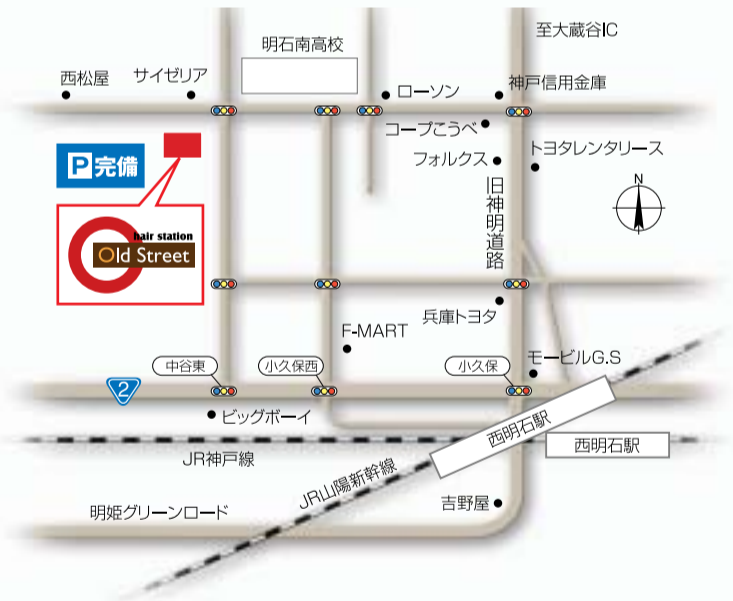 至大蔵谷IC
明石南高校
西松屋
サイゼリア
ローソン
神戸信用金庫
コープこうべ
フォルクス
トヨタレンタリース
P完備
旧神明道路
N
hair station
Old Street
兵庫トヨタ
F-MART
モービルG.S
中谷東
小久保西
小久保
2
ビッグボーイ
西明石駅
西明石駅
JR神戸線
JR山陽新幹線
吉野屋
明姫グリーンロード